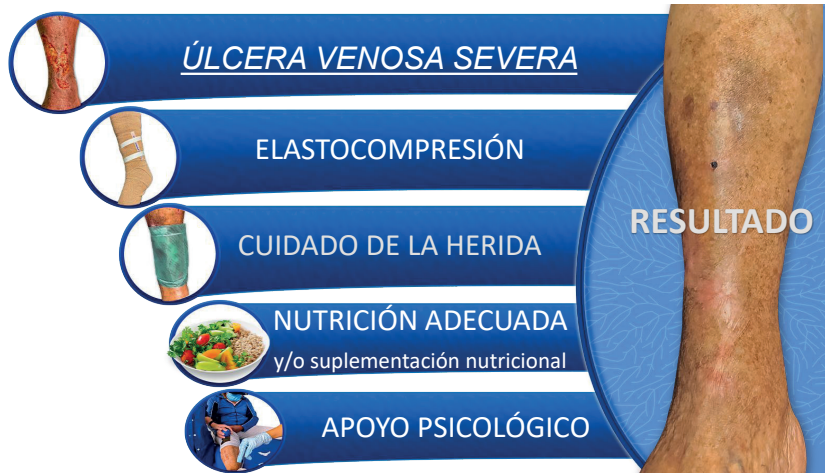 ÚLCERA VENOSA SEVERA
ELASTOCOMPRESIÓN
CUIDADO DE LA HERIDA
NUTRICIÓN ADECUADA
y/o suplementación nutricional
APOYO PSICOLÓGICO
RESULTADO